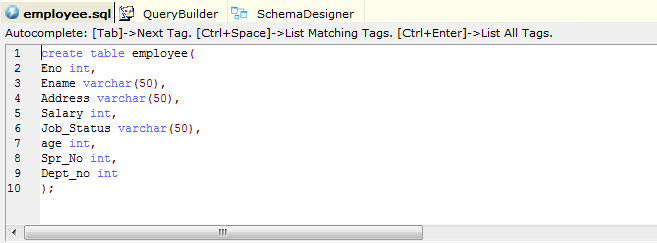 employee.sql QueryBuilder SchemaDesigner
Autocomplete: [Tab]->Next Tag. [Ctrl+Space]->List Matching Tags. [Ctrl+Enter]->List All Tags.
1 create table employee(
2 Eno int,
3 Ename varchar(50),
4 Address varchar(50),
5 Salary int,
6 Job_Status varchar(50),
7 age int,
8 Spr_No int,
9 Dept_no int
10 );